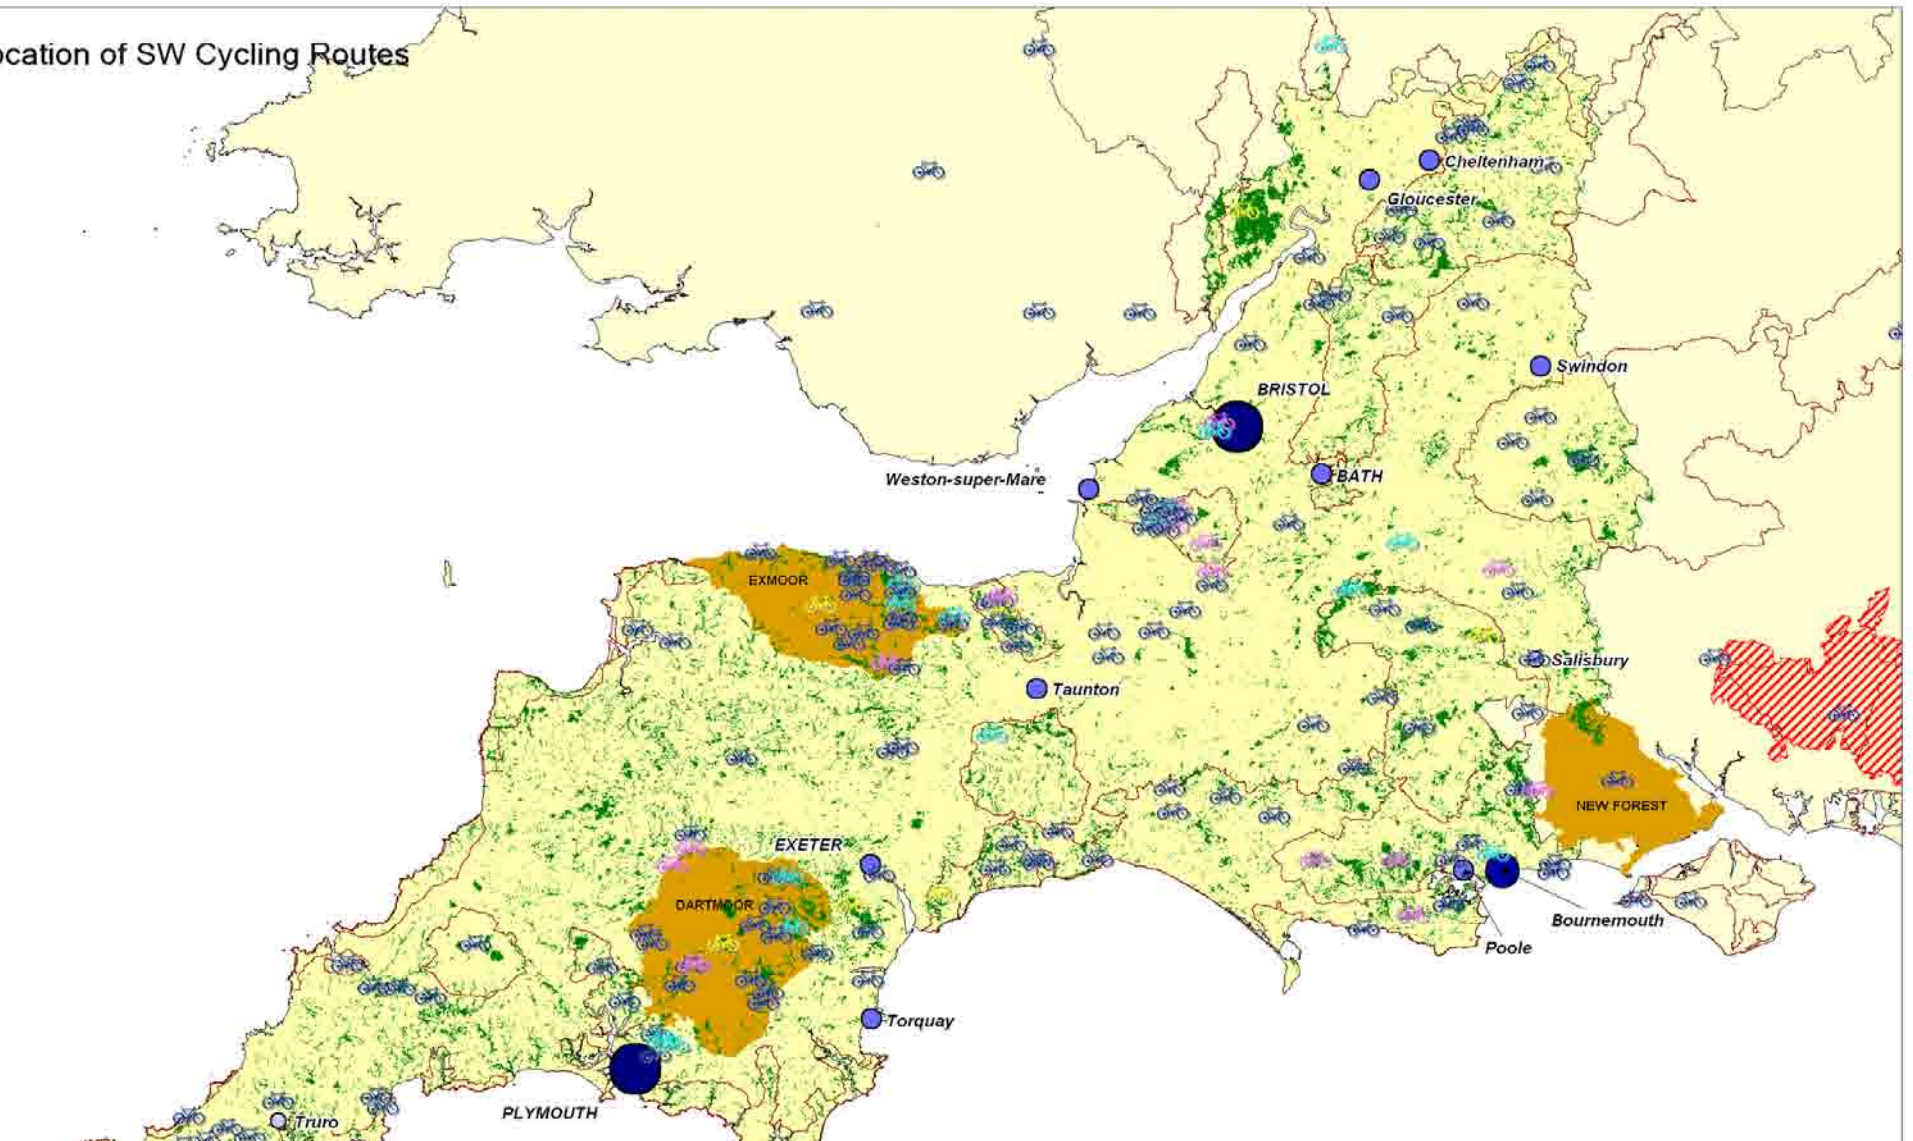 ocation of SW Cycling Routes
Cheltenham
Gloucester
Swindon
BRISTOL
BATH
Weston-super-Mare
EXMOOR
Salisbury
Taunton
NEW FOREST
EXETER
DARTMOOR
Bournemouth
Poole
Torquay
PLYMOUTH
Truro